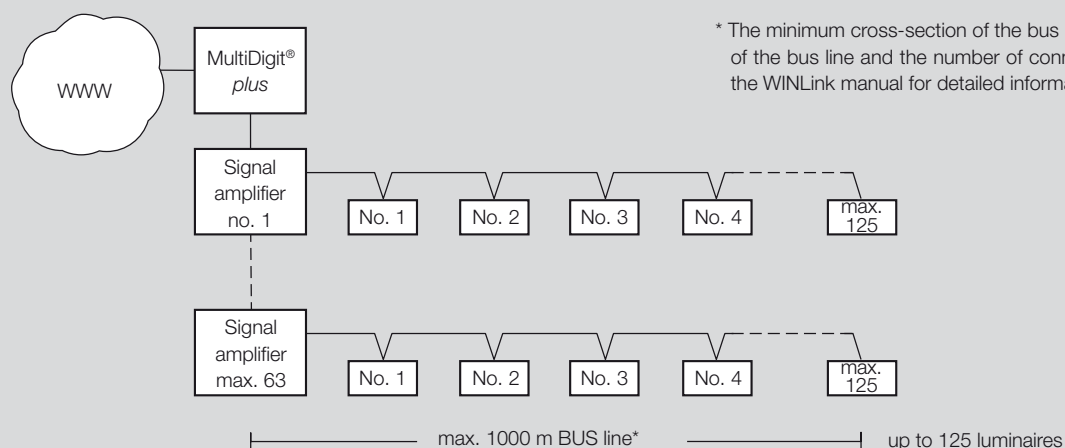 * The minimum cross-section of the bus
of the bus line and the number of
the WINLink manual for detailed
MultiDigit®
plus
WWW
Signal
amplifier
no. 1
No. 1
No. 2
No. 3
No. 4
max.
125
Signal
amplifier
max. 63
No. 1
No. 2
No. 3
No. 4
max.
125
max. 1000 m BUS line*
up to 125 luminaires